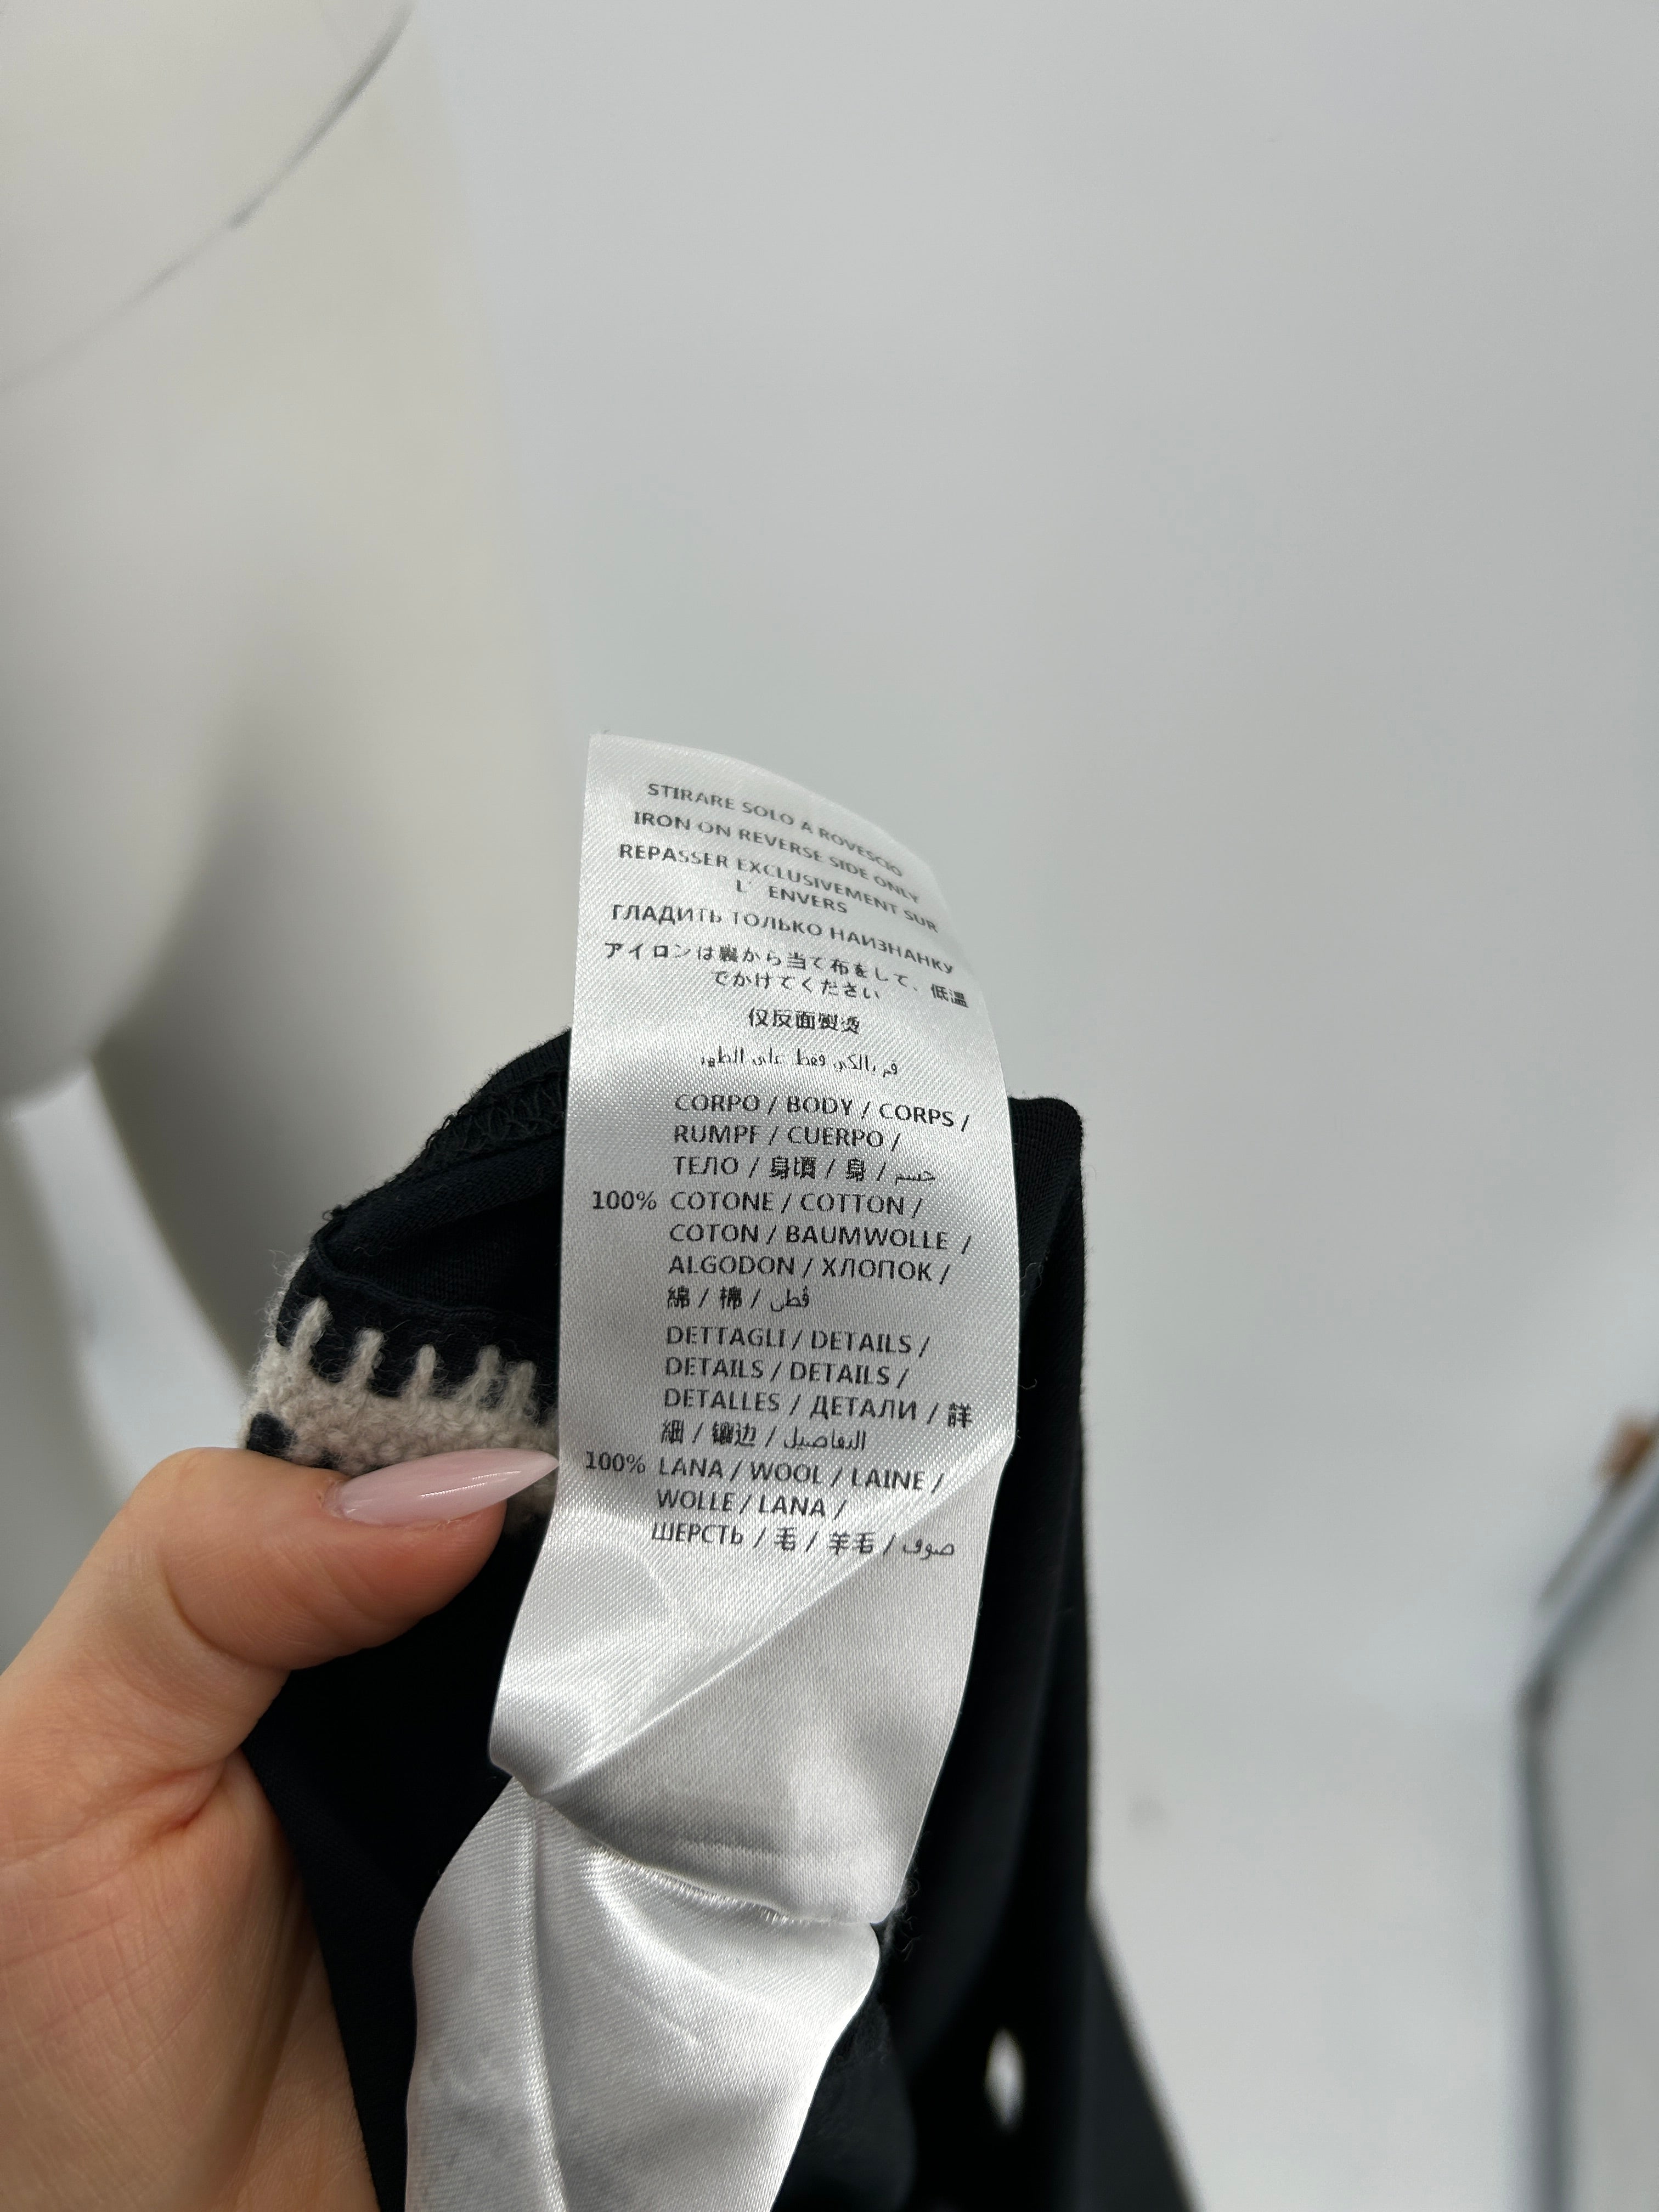 STIRARE SOLO A ROVESCIO
IRON ON REVERSE SIDE ONLY
REPASSER EXCLUSIVEMENT SUR
L' ENVERS
ГЛАДИТЬ ТОЛЬКО НАИЗНАНКУ
アイロンは裏から当て布をして、低温
でかけてください
仅反面熨烫
قم بالكي فقط على الظهر
CORPO / BODY / CORPS /
RUMPF / CUERPO /
ТЕЛО / 身頃 / 身 / جسم
100% COTONE / COTTON /
COTON / BAUMWOLLE /
ALGODON / ХЛОПОК /
綿 / 棉 / قطن
DETTAGLI / DETAILS /
DETAILS / DETAILS /
DETALLES / ДЕТАЛИ / 詳
細 / 镶边 / التفاصيل
100% LANA / WOOL / LAINE /
WOLLE / LANA /
ШЕРСТЬ / 毛 / 羊毛 / صوف